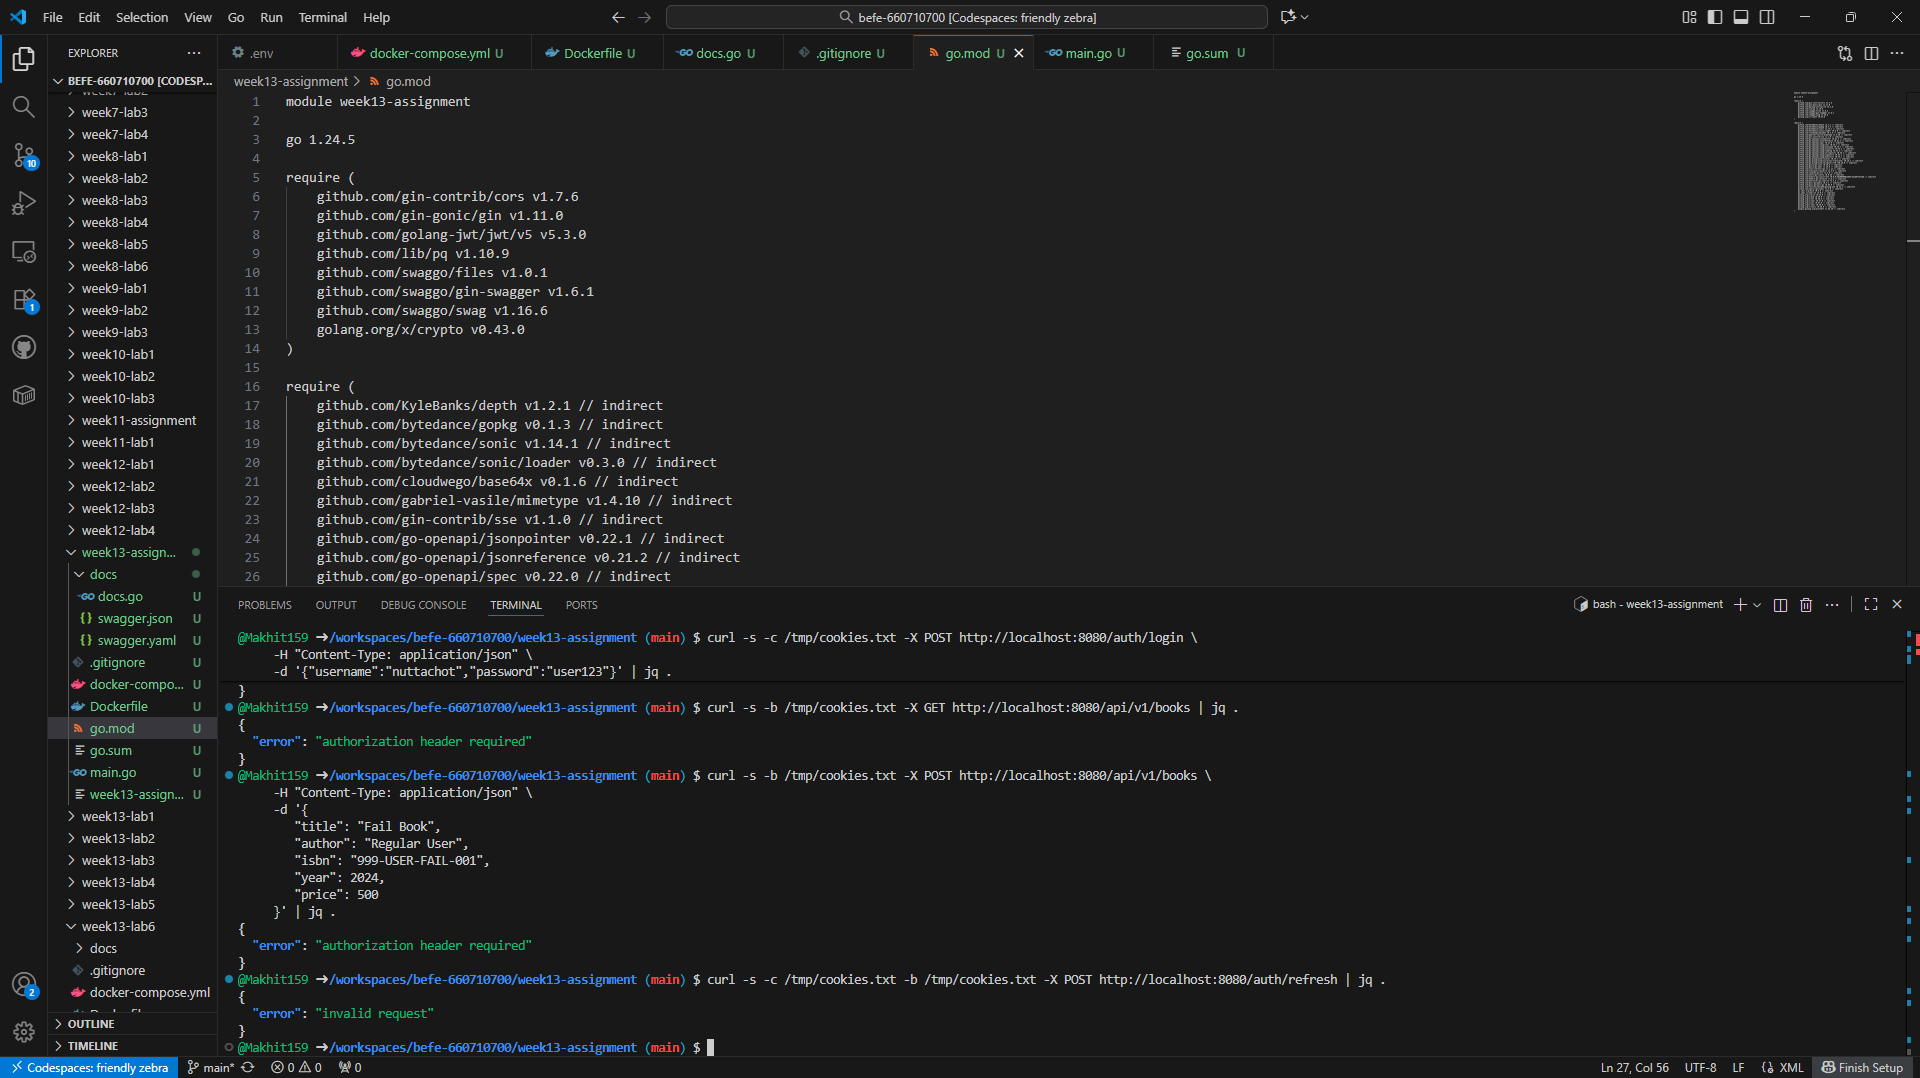 File Edit Selection View Go Run Terminal Help
befe-660710700 [Codespaces: friendly zebra]
EXPLORER
.env
docker-compose.yml U
Dockerfile U
docs.go U
.gitignore U
go.mod U
main.go U
go.sum U
BEFE-660710700 [CODESP...
week13-assignment > go.mod
week7-lab2
week7-lab3
week7-lab4
week8-lab1
week8-lab2
week8-lab3
week8-lab4
week8-lab5
week8-lab6
week9-lab1
week9-lab2
week9-lab3
week10-lab1
week10-lab2
week10-lab3
week11-assignment
week11-lab1
week12-lab1
week12-lab2
week12-lab3
week12-lab4
week13-assign...
docs
docs.go U
swagger.json U
swagger.yaml U
.gitignore U
docker-compo... U
Dockerfile U
go.mod U
go.sum U
main.go U
week13-assign... U
week13-lab1
week13-lab2
week13-lab3
week13-lab4
week13-lab5
week13-lab6
docs
.gitignore
docker-compose.yml
OUTLINE
TIMELINE
10
1
2
1 module week13-assignment
2
3 go 1.24.5
4
5 require (
6 github.com/gin-contrib/cors v1.7.6
7 github.com/gin-gonic/gin v1.11.0
8 github.com/golang-jwt/jwt/v5 v5.3.0
9 github.com/lib/pq v1.10.9
10 github.com/swaggo/files v1.0.1
11 github.com/swaggo/gin-swagger v1.6.1
12 github.com/swaggo/swag v1.16.6
13 golang.org/x/crypto v0.43.0
14 )
15
16 require (
17 github.com/KyleBanks/depth v1.2.1 // indirect
18 github.com/bytedance/gopkg v0.1.3 // indirect
19 github.com/bytedance/sonic v1.14.1 // indirect
20 github.com/bytedance/sonic/loader v0.3.0 // indirect
21 github.com/cloudwego/base64x v0.1.6 // indirect
22 github.com/gabriel-vasile/mimetype v1.4.10 // indirect
23 github.com/gin-contrib/sse v1.1.0 // indirect
24 github.com/go-openapi/jsonpointer v0.22.1 // indirect
25 github.com/go-openapi/jsonreference v0.21.2 // indirect
26 github.com/go-openapi/spec v0.22.0 // indirect
PROBLEMS OUTPUT DEBUG CONSOLE TERMINAL PORTS
bash - week13-assignment
@Makhit159 ➜/workspaces/befe-660710700/week13-assignment (main) $ curl -s -c /tmp/cookies.txt -X POST http://localhost:8080/auth/login \
-H "Content-Type: application/json" \
-d '{"username":"nuttachot","password":"user123"}' | jq .
}
@Makhit159 ➜/workspaces/befe-660710700/week13-assignment (main) $ curl -s -b /tmp/cookies.txt -X GET http://localhost:8080/api/v1/books | jq .
{
"error": "authorization header required"
}
@Makhit159 ➜/workspaces/befe-660710700/week13-assignment (main) $ curl -s -b /tmp/cookies.txt -X POST http://localhost:8080/api/v1/books \
-H "Content-Type: application/json" \
-d '{
"title": "Fail Book",
"author": "Regular User",
"isbn": "999-USER-FAIL-001",
"year": 2024,
"price": 500
}' | jq .
{
"error": "authorization header required"
}
@Makhit159 ➜/workspaces/befe-660710700/week13-assignment (main) $ curl -s -c /tmp/cookies.txt -b /tmp/cookies.txt -X POST http://localhost:8080/auth/refresh | jq .
{
"error": "invalid request"
}
@Makhit159 ➜/workspaces/befe-660710700/week13-assignment (main) $
Codespaces: friendly zebra main* 0 0 0 Ln 27, Col 56 UTF-8 LF XML Finish Setup